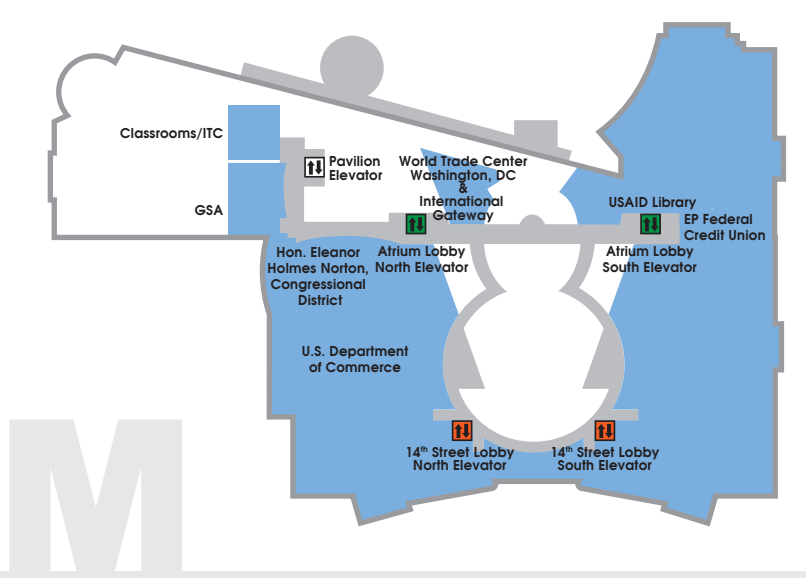 Classrooms/ITC
Pavilion
Elevator
World Trade Center
Washington, DC
&
International
Gateway
GSA
USAID Library
EP Federal
Credit Union
Hon. Eleanor
Holmes Norton,
Congressional
District
Atrium Lobby
North Elevator
Atrium Lobby
South Elevator
U.S. Department
of Commerce
14th Street Lobby
North Elevator
14th Street Lobby
South Elevator
M